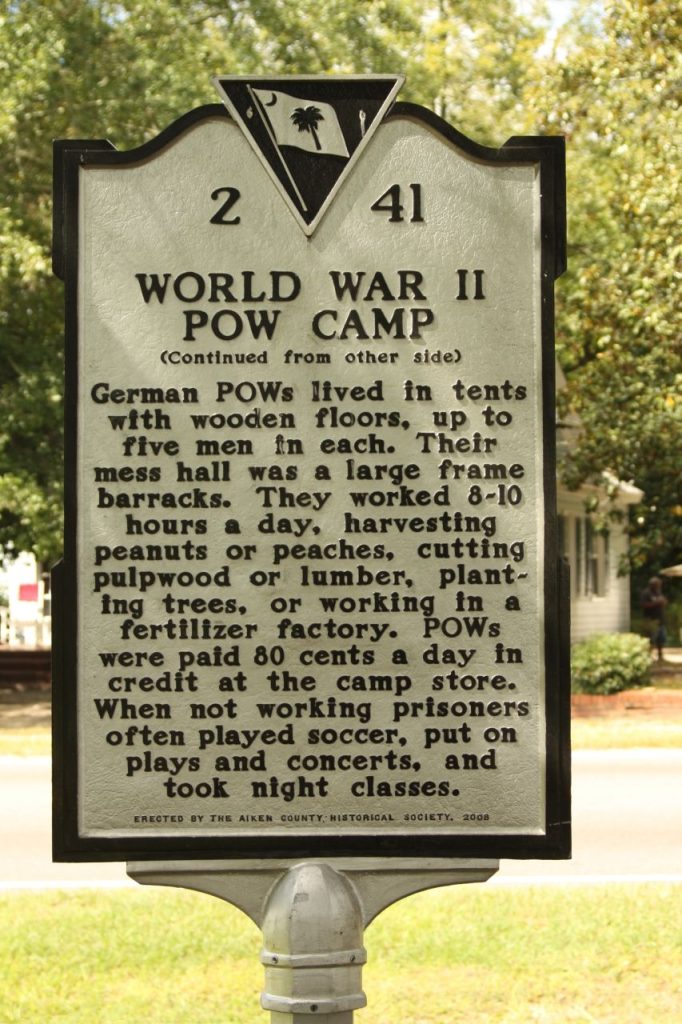 2 41
WORLD WAR II
POW CAMP
(Continued from other side)
German POWs lived in tents
with wooden floors, up to
five men in each. Their
mess hall was a large frame
barracks. They worked 8-10
hours a day, harvesting
peanuts or peaches, cutting
pulpwood or lumber, plant-
ing trees, or working in a
fertilizer factory. POWs
were paid 80 cents a day in
credit at the camp store.
When not working prisoners
often played soccer, put on
plays and concerts, and
took night classes.
ERECTED BY THE AIKEN COUNTY HISTORICAL SOCIETY, 2008